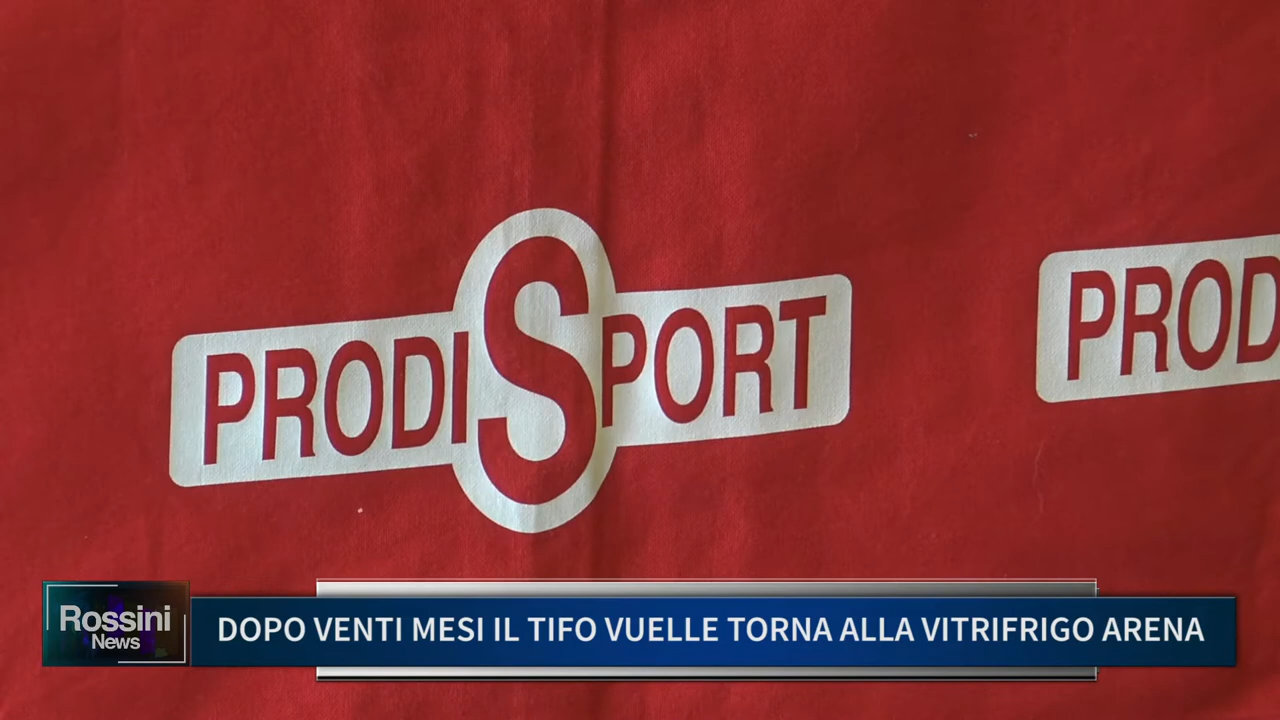 PRODISPORT
PROD
Rossini
News
DOPO VENTI MESI IL TIFO VUELLE TORNA ALLA VITRIFRIGO ARENA